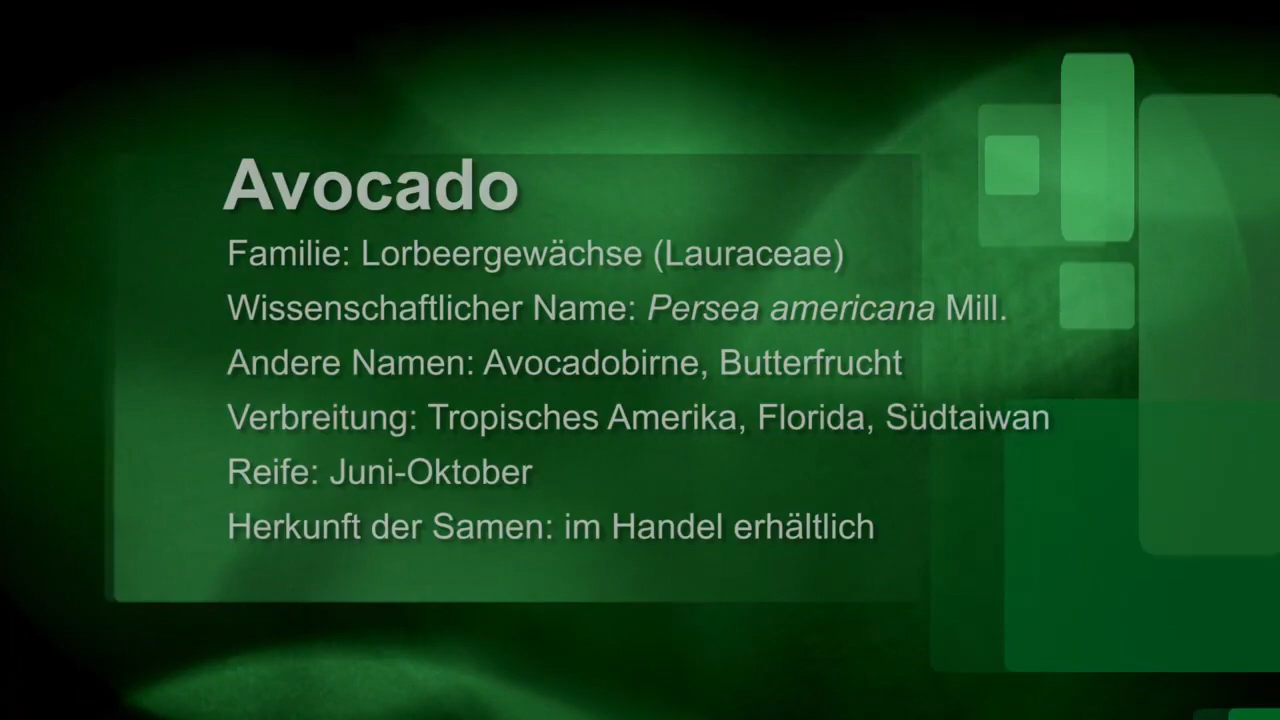 Avocado
Familie: Lorbeergewächse (Lauraceae)
Wissenschaftlicher Name: Persea americana Mill.
Andere Namen: Avocadobirne, Butterfrucht
Verbreitung: Tropisches Amerika, Florida, Südtaiwan
Reife: Juni-Oktober
Herkunft der Samen: im Handel erhältlich